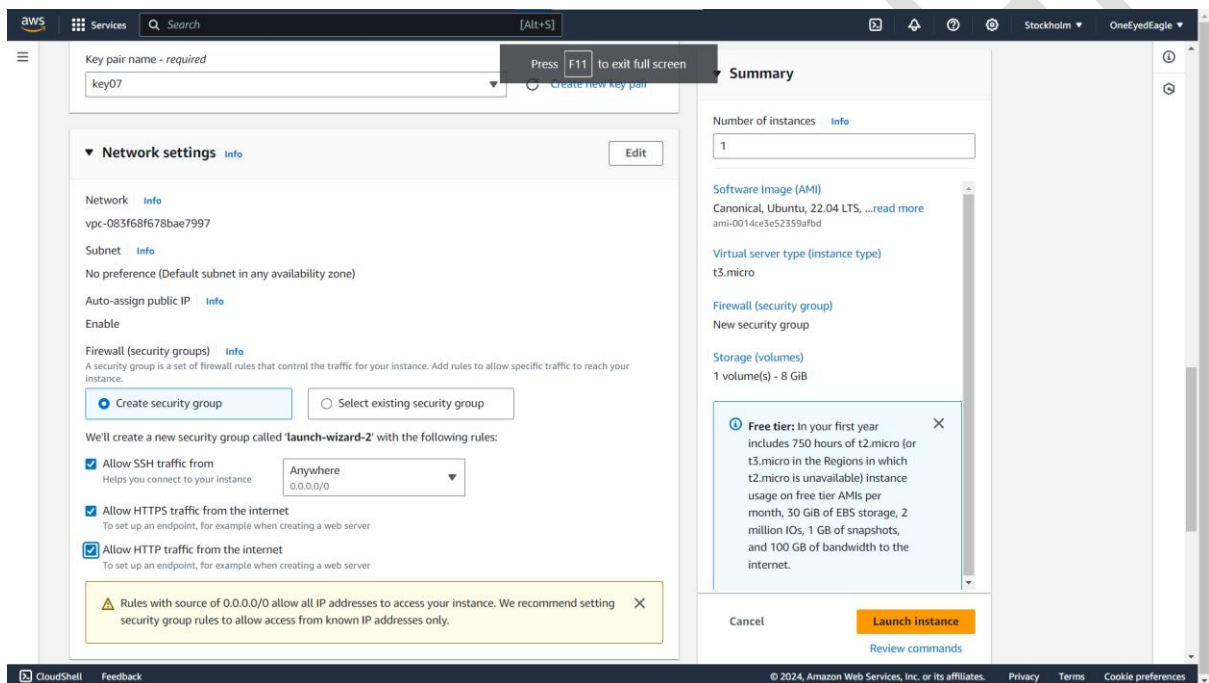 aws
Services
Search
[Alt+S]
Stockholm
OneEyedEagle
Key pair name - required
key07
Create new key pair
Press F11 to exit full screen
Network settings Info
Edit
Network Info
vpc-083f68f678bae7997
Subnet Info
No preference (Default subnet in any availability zone)
Auto-assign public IP Info
Enable
Firewall (security groups) Info
A security group is a set of firewall rules that control the traffic for your instance. Add rules to allow specific traffic to reach your
instance.
Create security group
Select existing security group
We'll create a new security group called 'launch-wizard-2' with the following rules:
Allow SSH traffic from
Helps you connect to your instance
Anywhere
0.0.0.0/0
Allow HTTPS traffic from the internet
To set up an endpoint, for example when creating a web server
Allow HTTP traffic from the internet
To set up an endpoint, for example when creating a web server
Rules with source of 0.0.0.0/0 allow all IP addresses to access your instance. We recommend setting
security group rules to allow access from known IP addresses only.
Summary
Number of instances Info
1
Software Image (AMI)
Canonical, Ubuntu, 22.04 LTS, ...read more
ami-0014ce3e52359afbd
Virtual server type (instance type)
t3.micro
Firewall (security group)
New security group
Storage (volumes)
1 volume(s) - 8 GiB
Free tier: In your first year
includes 750 hours of t2.micro (or
t3.micro in the Regions in which
t2.micro is unavailable) instance
usage on free tier AMIs per
month, 30 GiB of EBS storage, 2
million IOs, 1 GB of snapshots,
and 100 GB of bandwidth to the
internet.
Cancel
Launch instance
Review commands
CloudShell
Feedback
© 2024, Amazon Web Services, Inc. or its affiliates.
Privacy
Terms
Cookie preferences